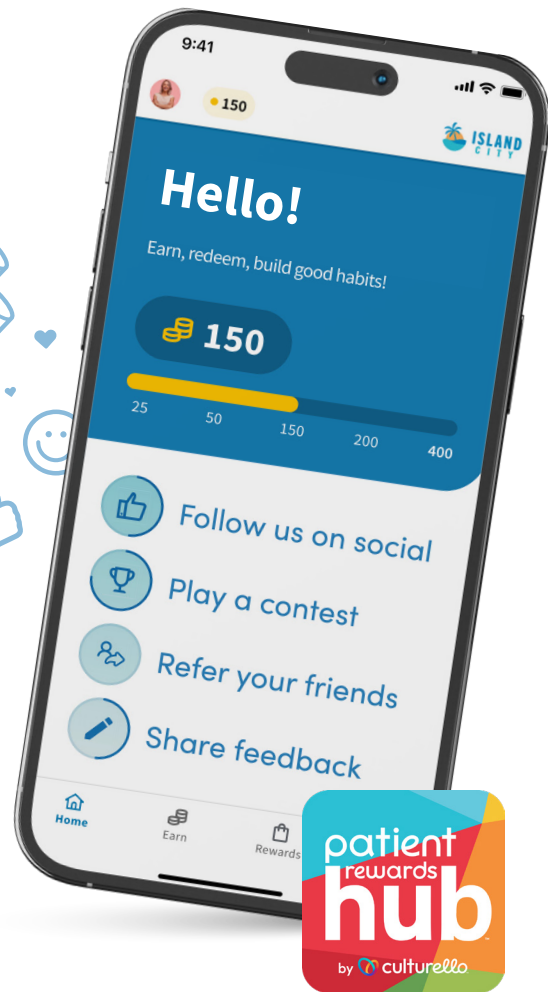 9:41
150
ISLAND
CITY
Hello!
Earn, redeem, build good habits!
150
25 50 150 200 400
Follow us on social
Play a contest
Refer your friends
Share feedback
Home Earn Rewards
patient
rewards
hub
by culturello